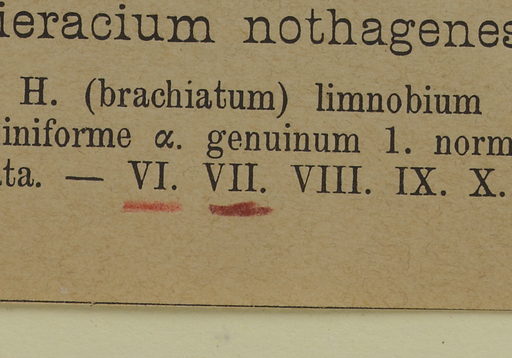 ieracium nothagenes
H. (brachiatum) limnobium
iniforme α. genuinum 1. norm
ta. — VI. VII. VIII. IX. X.